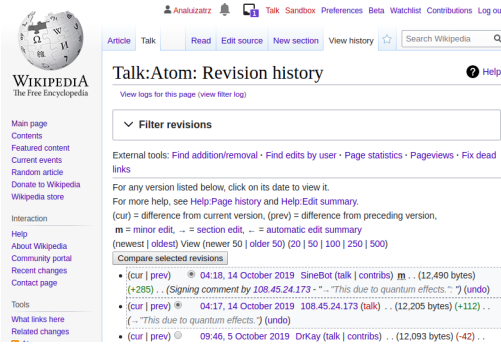 Analuizatrz 1 Talk Sandbox Preferences Beta Watchlist Contributions Log ou
Article Talk Read Edit source New section View history Search Wikipedia
WIKIPEDIA
The Free Encyclopedia
Talk:Atom: Revision history
Help
View logs for this page (view filter log)
Filter revisions
Main page
Contents
Featured content
Current events
Random article
Donate to Wikipedia
Wikipedia store
Interaction
Help
About Wikipedia
Community portal
Recent changes
Contact page
Tools
What links here
Related changes
External tools: Find addition/removal · Find edits by user · Page statistics · Pageviews · Fix dead
links
For any version listed below, click on its date to view it.
For more help, see Help:Page history and Help:Edit summary.
(cur) = difference from current version, (prev) = difference from preceding version,
m = minor edit, → = section edit, ← = automatic edit summary
(newest | oldest) View (newer 50 | older 50) (20 | 50 | 100 | 250 | 500)
Compare selected revisions
• (cur | prev) 04:18, 14 October 2019 SineBot (talk | contribs) m . . (12,490 bytes)
(+285) . . (Signing comment by 108.45.24.173 - "→"This due to quantum effects.": ") (undo)
• (cur | prev) 04:17, 14 October 2019 108.45.24.173 (talk) . . (12,205 bytes) (+112) . .
(→"This due to quantum effects.") (undo)
• (cur | prev) 09:46, 5 October 2019 DrKay (talk | contribs) . . (12,093 bytes) (-42) . .